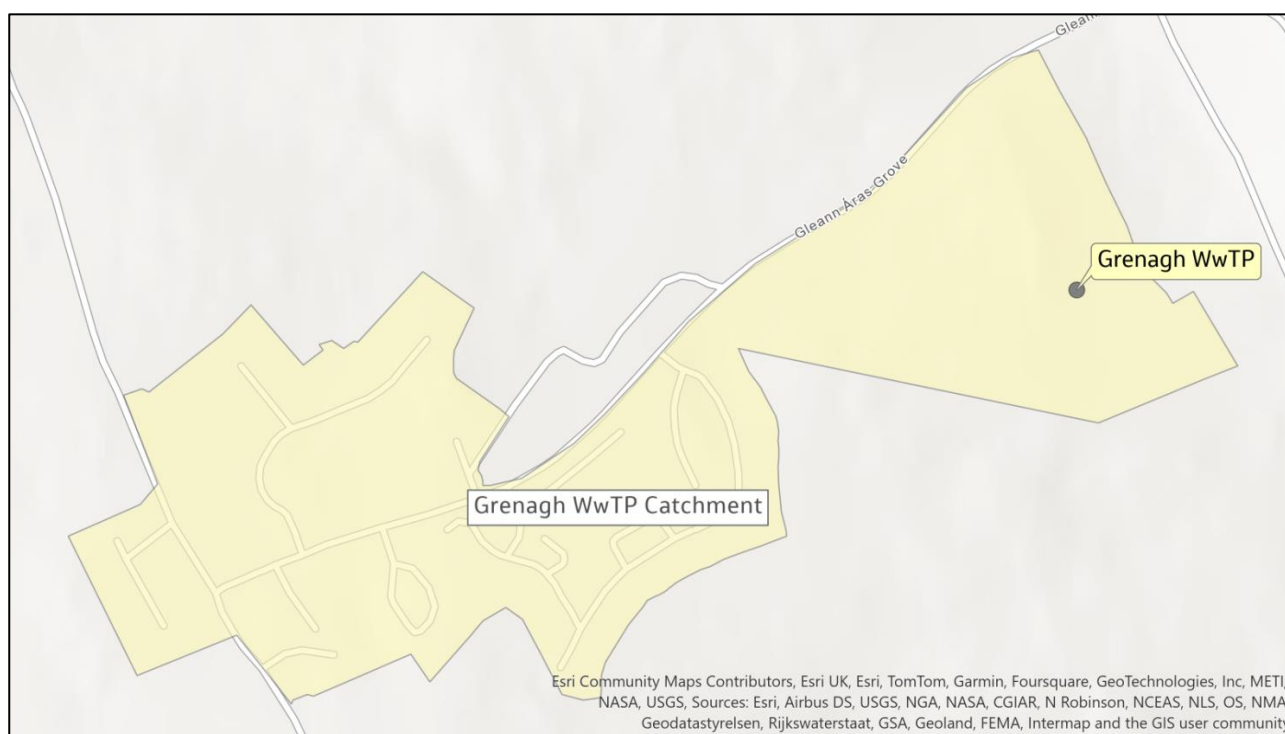 Gleann
Gleann Áras Grove
Grenagh WwTP
Grenagh WwTP Catchment
Esri Community Maps Contributors, Esri UK, Esri, TomTom, Garmin, Foursquare, GeoTechnologies, Inc, METI,
NASA, USGS, Sources: Esri, Airbus DS, USGS, NGA, NASA, CGIAR, N Robinson, NCEAS, NLS, OS, NMA,
Geodatastyrelsen, Rijkswaterstaat, GSA, Geoland, FEMA, Intermap and the GIS user community